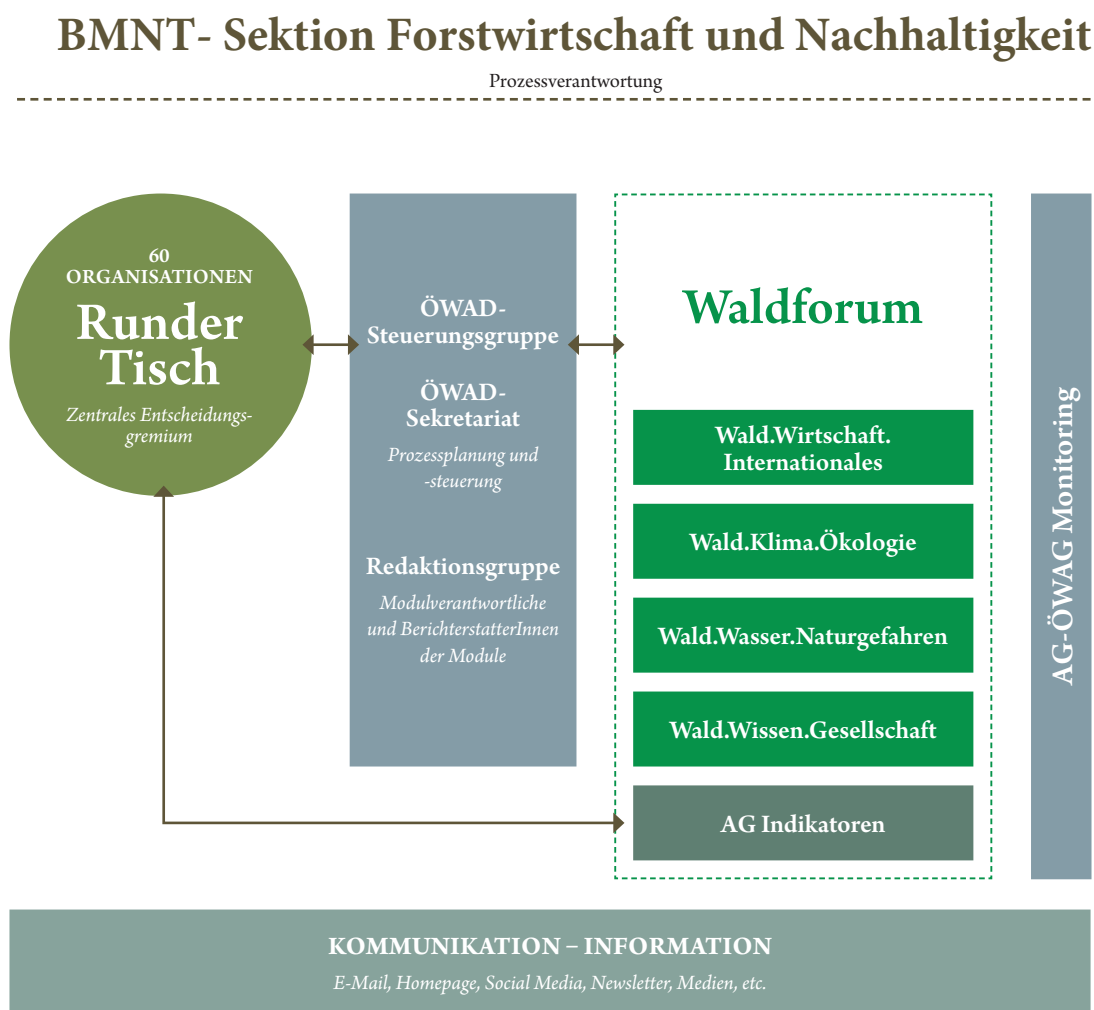 BMNT- Sektion Forstwirtschaft und Nachhaltigkeit
Prozessverantwortung
60
ORGANISATIONEN
Runder
Tisch
Zentrales Entscheidungs-
gremium
ÖWAD-
Steuerungsgruppe
ÖWAD-
Sekretariat
Prozessplanung und
-steuerung
Redaktionsgruppe
Modulverantwortliche
und BerichterstatterInnen
der Module
Waldforum
Wald.Wirtschaft.
Internationales
Wald.Klima.Ökologie
Wald.Wasser.Naturgefahren
Wald.Wissen.Gesellschaft
AG Indikatoren
AG-ÖWAG Monitoring
KOMMUNIKATION – INFORMATION
E-Mail, Homepage, Social Media, Newsletter, Medien, etc.